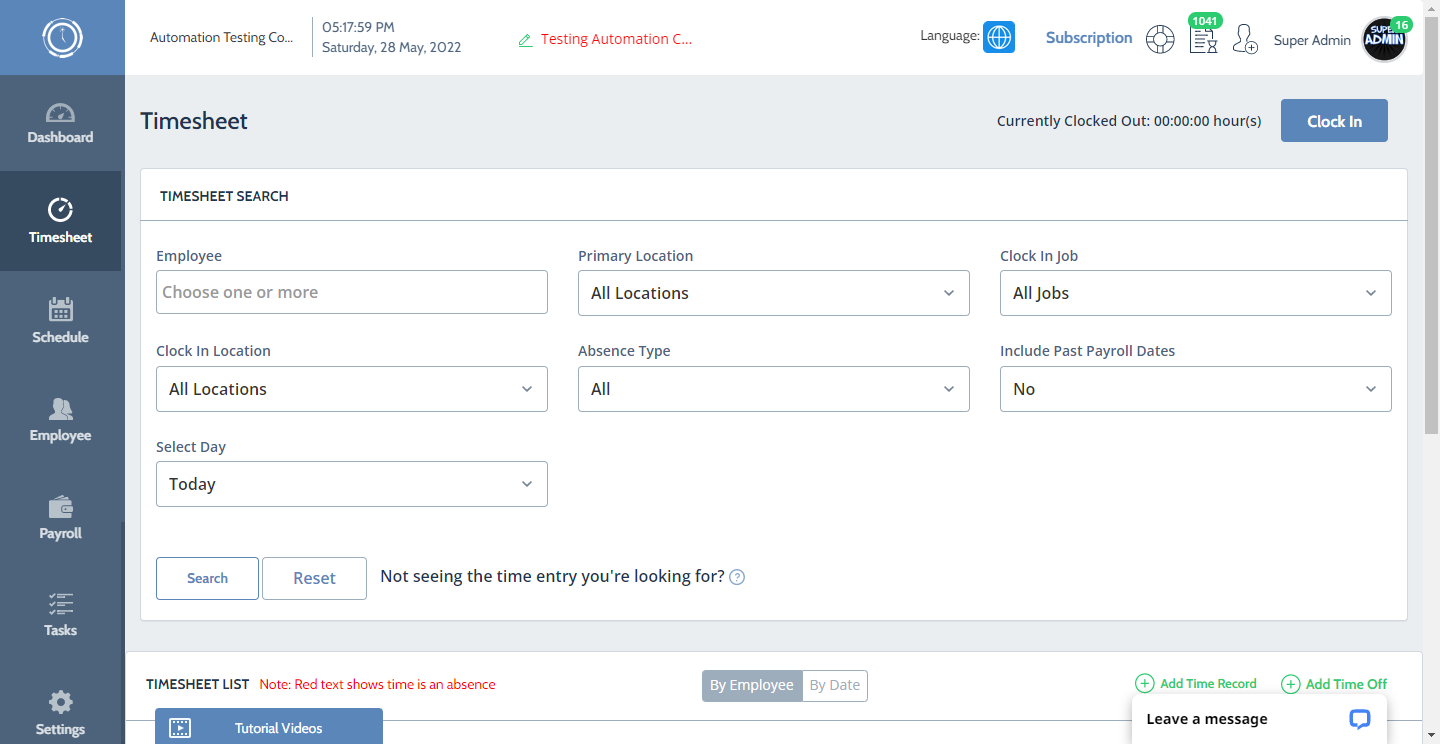 Automation Testing Co...
05:17:59 PM
Saturday, 28 May, 2022
Testing Automation C...
Language:
Subscription
1041
Super Admin
SUPER
ADMIN
16
Dashboard
Timesheet
Schedule
Employee
Payroll
Tasks
Settings
Timesheet
Currently Clocked Out: 00:00:00 hour(s)
Clock In
TIMESHEET SEARCH
Employee
Choose one or more
Primary Location
All Locations
Clock In Job
All Jobs
Clock In Location
All Locations
Absence Type
All
Include Past Payroll Dates
No
Select Day
Today
Search
Reset
Not seeing the time entry you're looking for? ?
TIMESHEET LIST Note: Red text shows time is an absence
By Employee By Date
Add Time Record
Add Time Off
Tutorial Videos
Leave a message